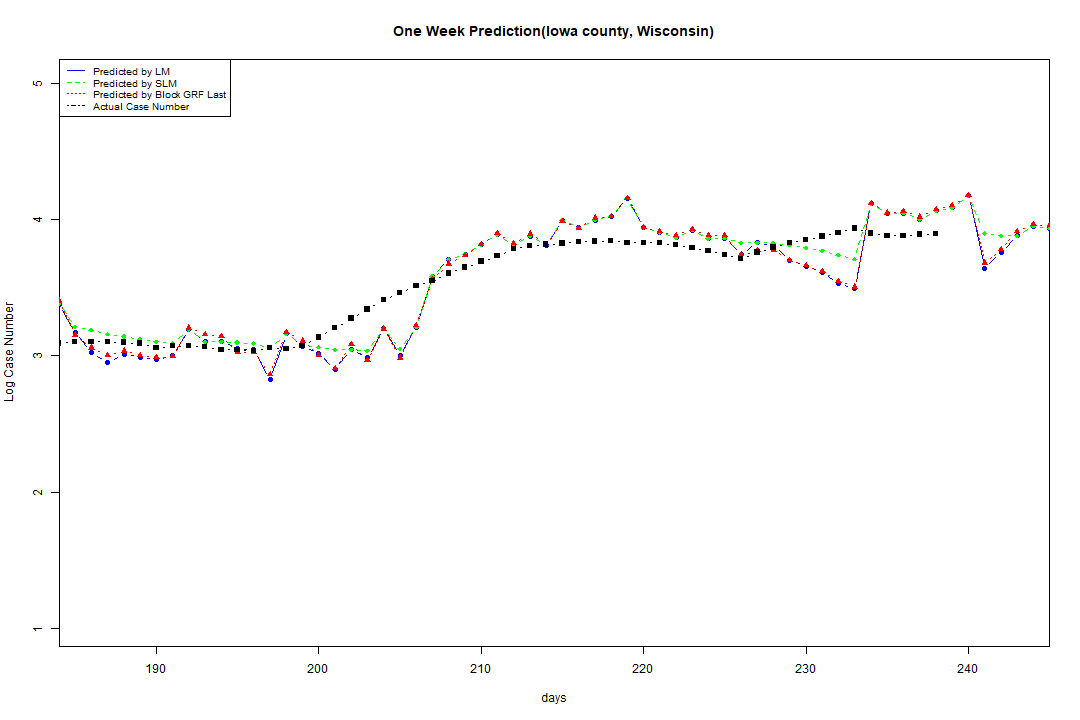 One Week Prediction(Iowa county, Wisconsin)
Predicted by LM
Predicted by SLM
Predicted by Block GRF Last
Actual Case Number
5
4
3
2
1
Log Case Number
190 200 210 220 230 240
days